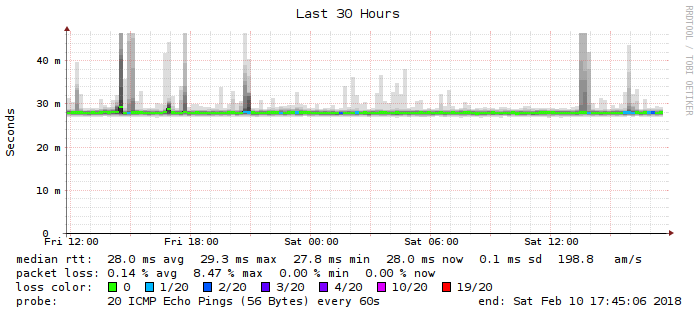 Last 30 Hours
RRDTOOL / TOBI OETIKER
Seconds
40 m
30 m
20 m
10 m
0
Fri 12:00 Fri 18:00 Sat 00:00 Sat 06:00 Sat 12:00
median rtt: 28.0 ms avg 29.3 ms max 27.8 ms min 28.0 ms now 0.1 ms sd 198.8 am/s
packet loss: 0.14 % avg 8.47 % max 0.00 % min 0.00 % now
loss color: 0 1/20 2/20 3/20 4/20 10/20 19/20
probe: 20 ICMP Echo Pings (56 Bytes) every 60s end: Sat Feb 10 17:45:06 2018